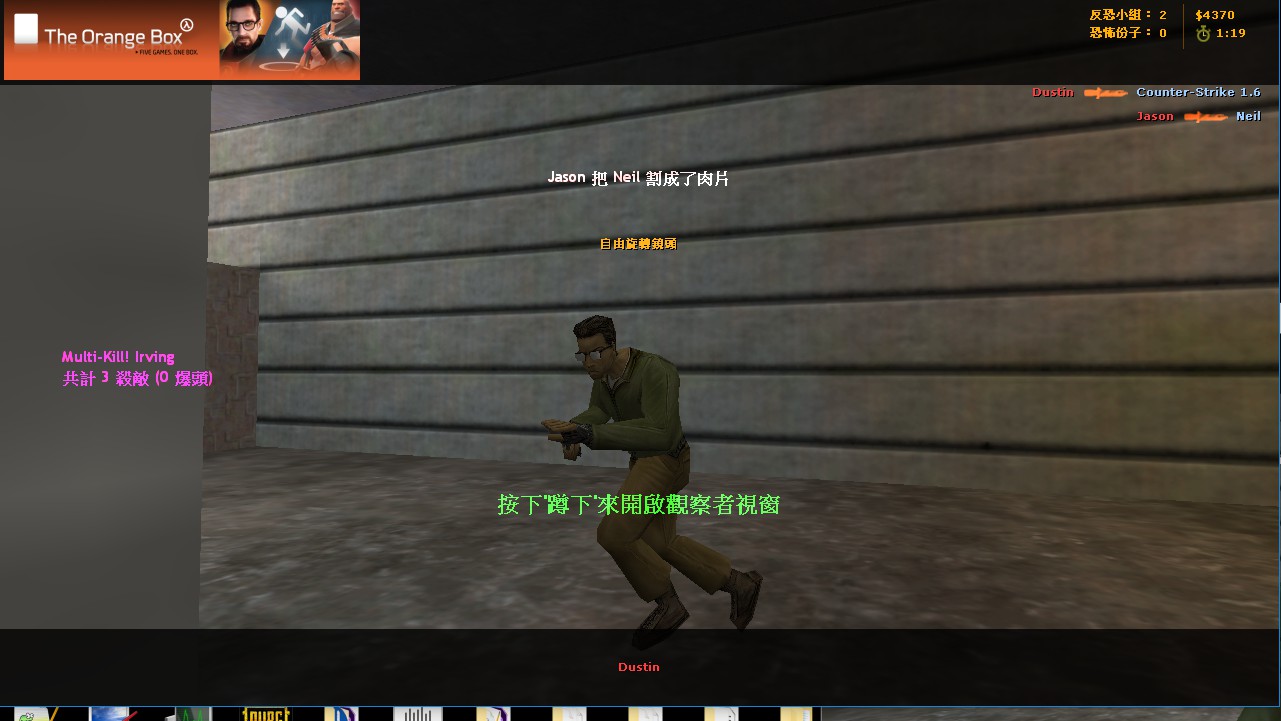 The Orange Box
FIVE GAMES. ONE BOX.
反恐小組： 2
$4370
恐怖份子： 0
1:19
Dustin Counter-Strike 1.6
Jason Neil
Jason 把 Neil 割成了肉片
自由旋轉鏡頭
Multi-Kill! Irving
共計 3 殺敵 (0 爆頭)
按下"蹲下"來開啟觀察者視窗
Dustin